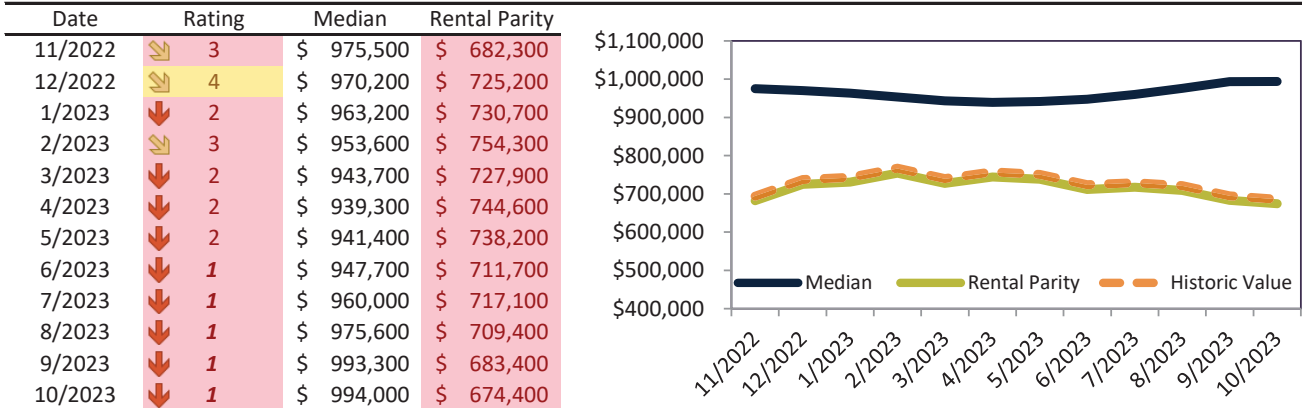 Date Rating Median Rental Parity
11/2022 3 $ 975,500 $ 682,300
12/2022 4 $ 970,200 $ 725,200
1/2023 2 $ 963,200 $ 730,700
2/2023 3 $ 953,600 $ 754,300
3/2023 2 $ 943,700 $ 727,900
4/2023 2 $ 939,300 $ 744,600
5/2023 2 $ 941,400 $ 738,200
6/2023 1 $ 947,700 $ 711,700
7/2023 1 $ 960,000 $ 717,100
8/2023 1 $ 975,600 $ 709,400
9/2023 1 $ 993,300 $ 683,400
10/2023 1 $ 994,000 $ 674,400
$1,100,000
$1,000,000
$900,000
$800,000
$700,000
$600,000
$500,000
$400,000
Median Rental Parity Historic Value
11/2022 12/2022 1/2023 2/2023 3/2023 4/2023 5/2023 6/2023 7/2023 8/2023 9/2023 10/2023